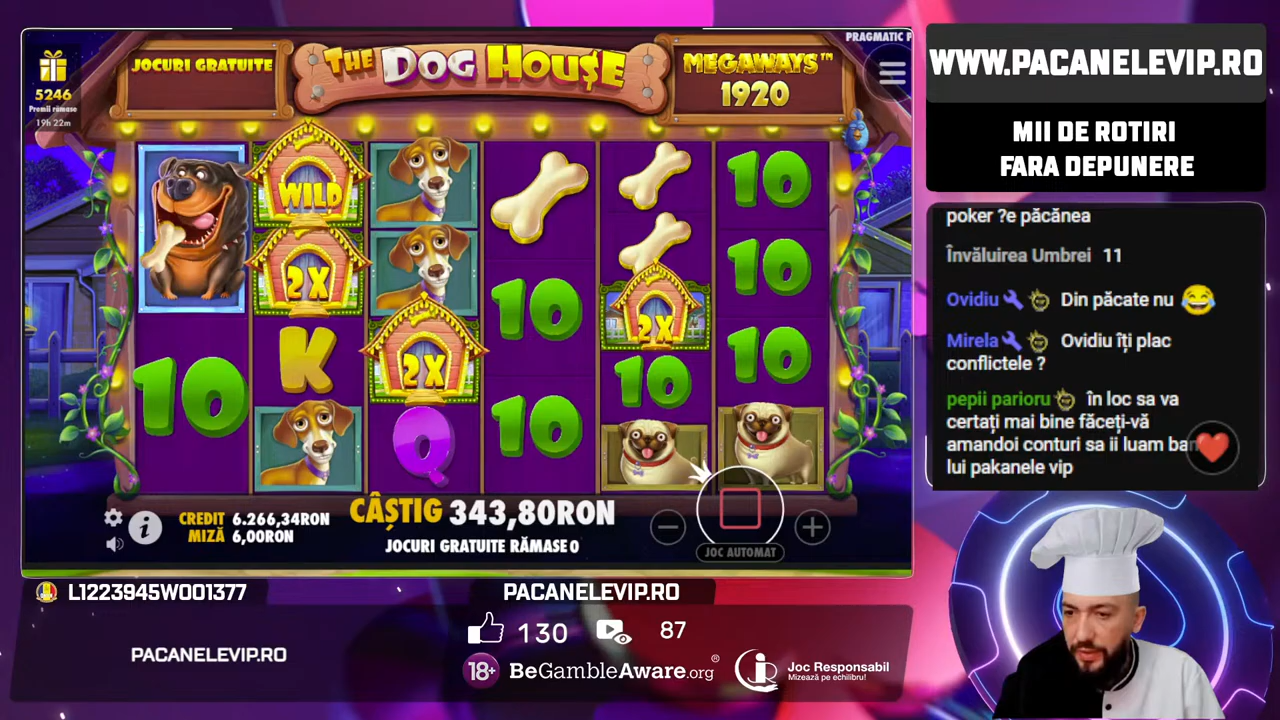 PRAGMATIC P
5246
Premii rămase
19h 22m
JOCURI GRATUITE
THE DOG HOUSE
MEGAWAYS™
1920
WILD
2X
K
10
2X
Q
10
10
2X
10
10
10
10
CÂȘTIG 343,80RON
CREDIT 6.266,34RON
MIZĂ 6,00RON
JOCURI GRATUITE RĂMASE 0
JOC AUTOMAT
WWW.PACANELEVIP.RO
MII DE ROTIRI
FARA DEPUNERE
poker ?e păcănea
Învăluirea Umbrei 11
Ovidiu Din păcate nu
Mirela Ovidiu îți plac
conflictele ?
pepii parioru în loc sa va
certați mai bine făceți-vă
amandoi conturi sa ii luam ban
lui pakanele vip
L1223945W001377
PACANELEVIP.RO
PACANELEVIP.RO
130
87
18+ BeGambleAware.org®
Joc Responsabil
Mizează pe echilibru!